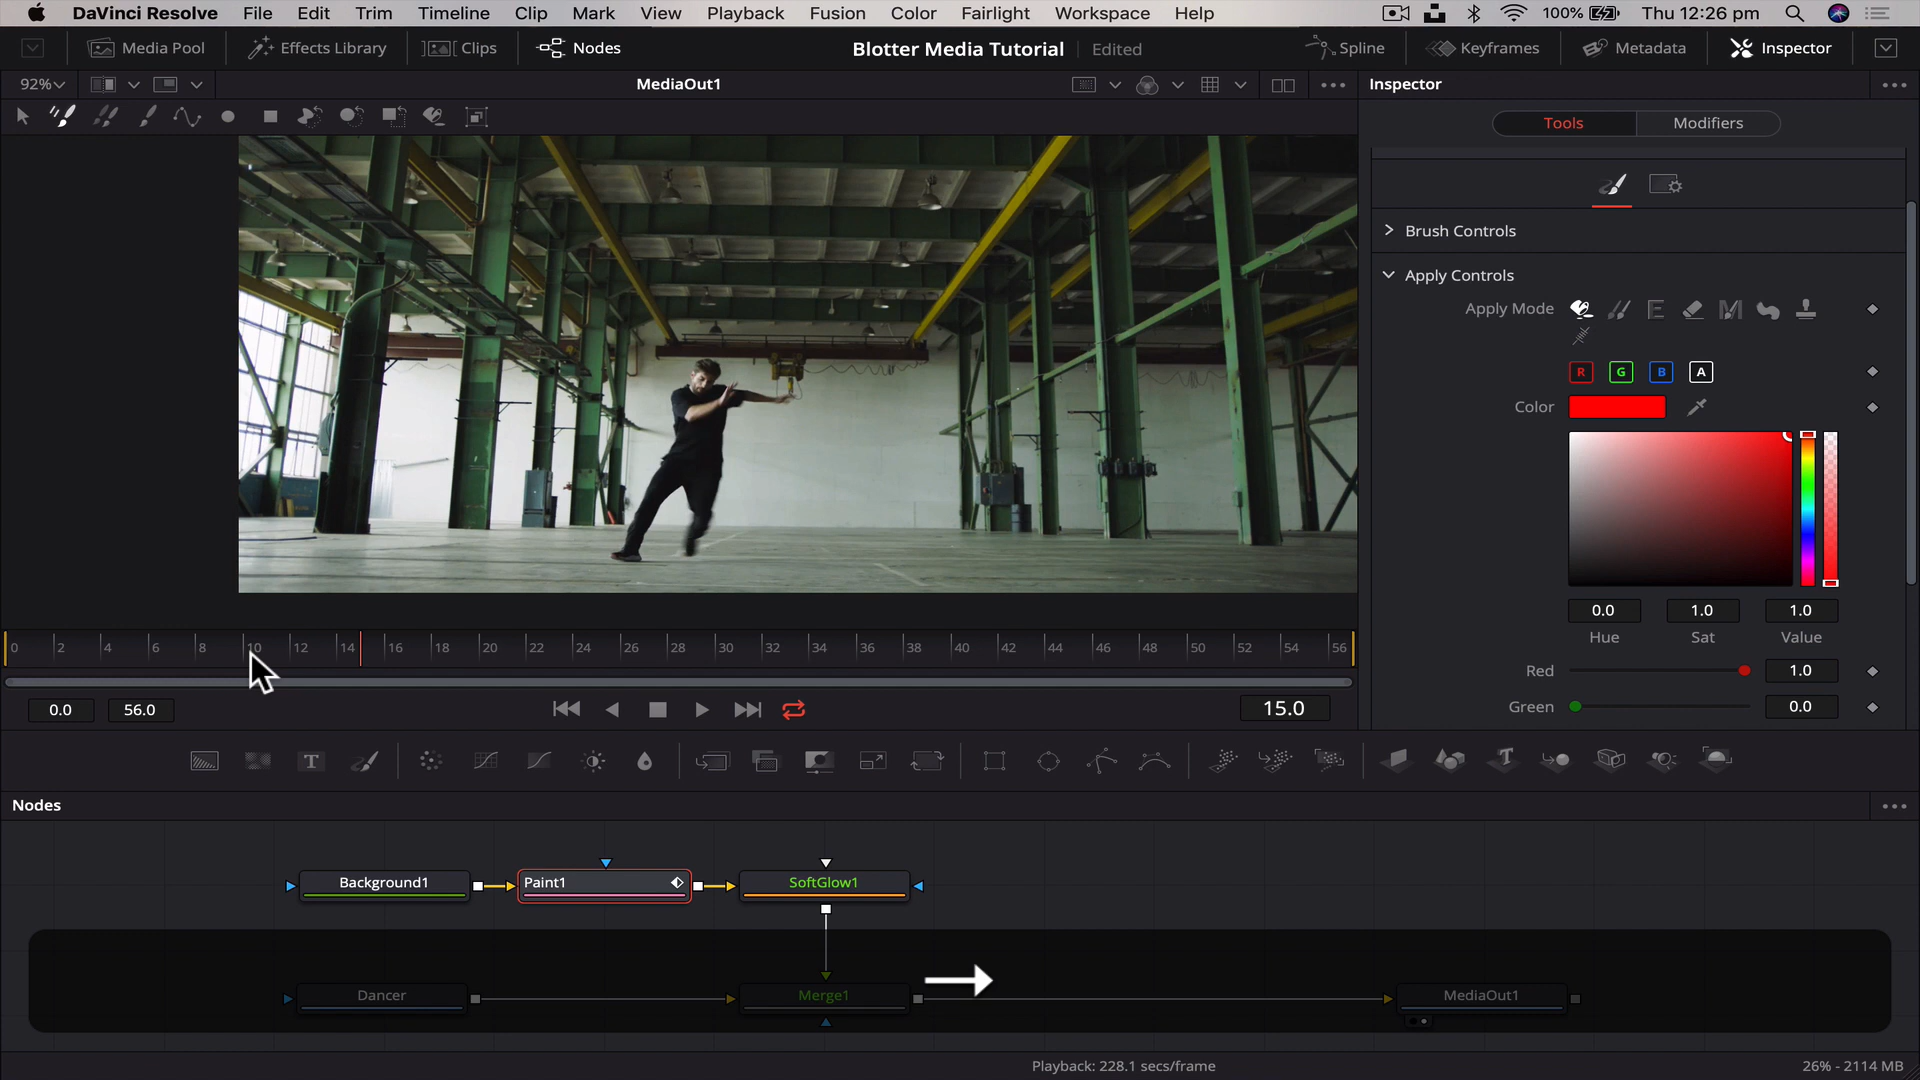 DaVinci Resolve File Edit Trim Timeline Clip Mark View Playback Fusion Color Fairlight Workspace Help 100% Thu 12:26 pm
Media Pool Effects Library Clips Nodes Blotter Media Tutorial Edited Spline Keyframes Metadata Inspector
92% MediaOut1 Inspector
Tools Modifiers
Brush Controls
Apply Controls
Apply Mode
R G B A
Color
0.0 1.0 1.0
Hue Sat Value
0 2 4 6 8 10 12 14 16 18 20 22 24 26 28 30 32 34 36 38 40 42 44 46 48 50 52 54 56
Red 1.0
Green 0.0
0.0 56.0 15.0
Nodes
Background1 Paint1 SoftGlow1
Dancer Merge1 MediaOut1
Playback: 228.1 secs/frame 26% - 2114 MB